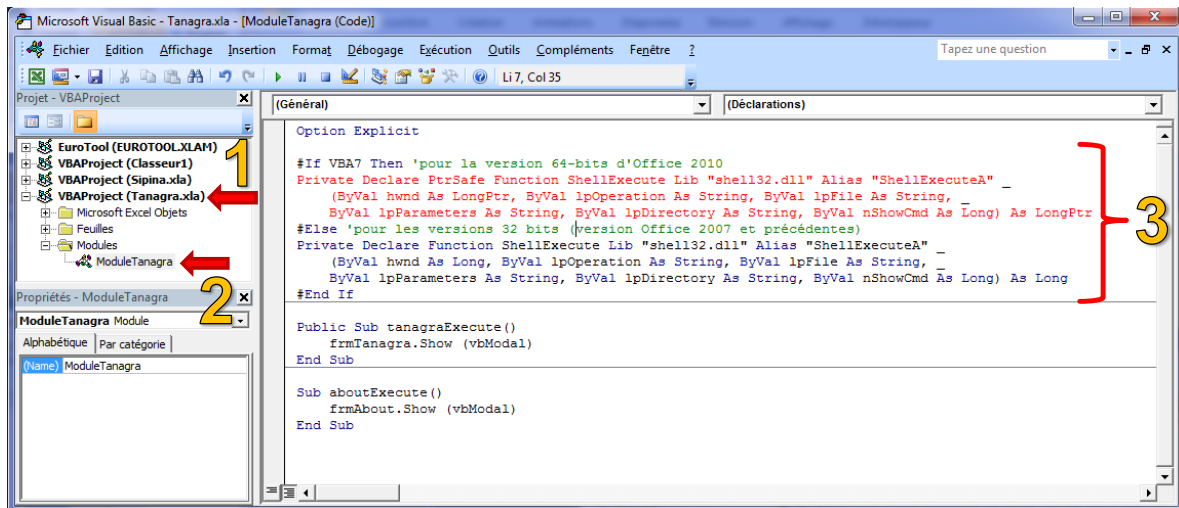 Microsoft Visual Basic - Tanagra.xla - [ModuleTanagra (Code)]
Fichier Edition Affichage Insertion Format Débogage Exécution Outils Compléments Fenêtre ? Tapez une question
Li 7, Col 35
Projet - VBAProject
EuroTool (EUROTOOL.XLAM)
VBAProject (Classeur1)
VBAProject (Sipina.xla)
VBAProject (Tanagra.xla)
Microsoft Excel Objets
Feuilles
Modules
ModuleTanagra
1
2
Propriétés - ModuleTanagra
ModuleTanagra Module
Alphabétique Par catégorie
(Name) ModuleTanagra
(Général) (Déclarations)
Option Explicit
#If VBA7 Then 'pour la version 64-bits d'Office 2010
Private Declare PtrSafe Function ShellExecute Lib "shell32.dll" Alias "ShellExecuteA" _
(ByVal hwnd As LongPtr, ByVal lpOperation As String, ByVal lpFile As String, _
ByVal lpParameters As String, ByVal lpDirectory As String, ByVal nShowCmd As Long) As LongPtr
#Else 'pour les versions 32 bits (version Office 2007 et précédentes)
Private Declare Function ShellExecute Lib "shell32.dll" Alias "ShellExecuteA" _
(ByVal hwnd As Long, ByVal lpOperation As String, ByVal lpFile As String, _
ByVal lpParameters As String, ByVal lpDirectory As String, ByVal nShowCmd As Long) As Long
#End If
3
Public Sub tanagraExecute()
frmTanagra.Show (vbModal)
End Sub
Sub aboutExecute()
frmAbout.Show (vbModal)
End Sub